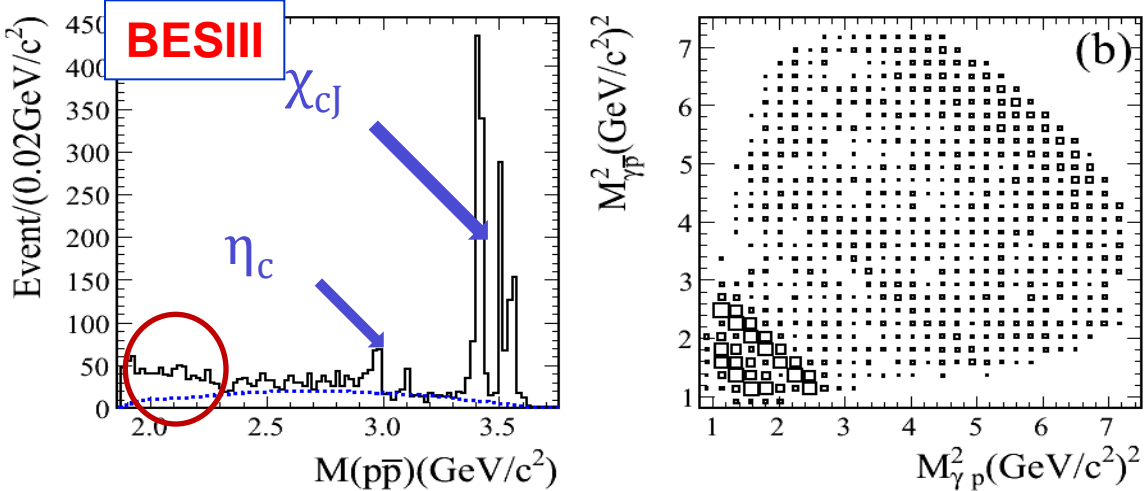 BESIII
Event/(0.02GeV/c²)
450
400
350
300
250
200
150
100
50
0
χcJ
ηc
2.0 2.5 3.0 3.5
M(pp̅)(GeV/c²)
(b)
M²γp̅(GeV/c²)²
7
6
5
4
3
2
1
1 2 3 4 5 6 7
M²γ p(GeV/c²)²